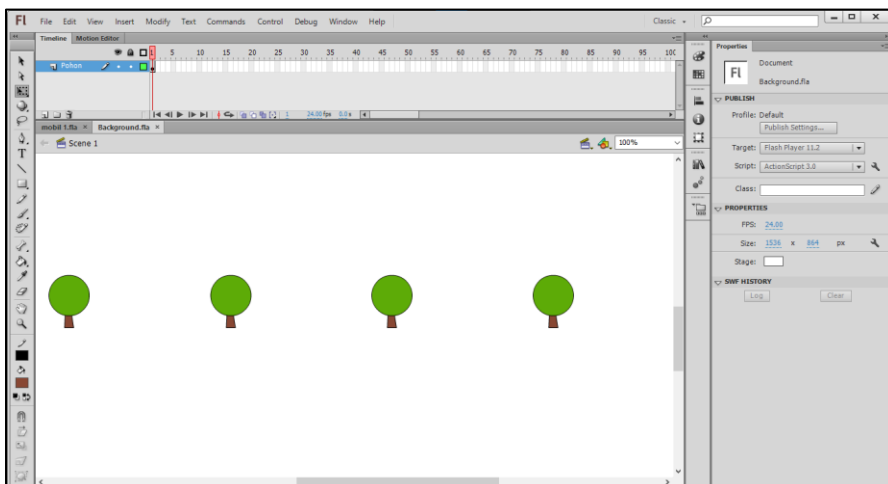 Fl File Edit View Insert Modify Text Commands Control Debug Window Help Classic
Timeline Motion Editor
1 5 10 15 20 25 30 35 40 45 50 55 60 65 70 75 80 85 90 95 100
Pohon
1 24.00 fps 0.0 s
mobil 1.fla × Background.fla ×
Scene 1 100%
T
Properties
Fl
Document
Background.fla
PUBLISH
Profile: Default
Publish Settings...
Target: Flash Player 11.2
Script: ActionScript 3.0
Class:
PROPERTIES
FPS: 24.00
Size: 1536 x 864 px
Stage:
SWF HISTORY
Log Clear